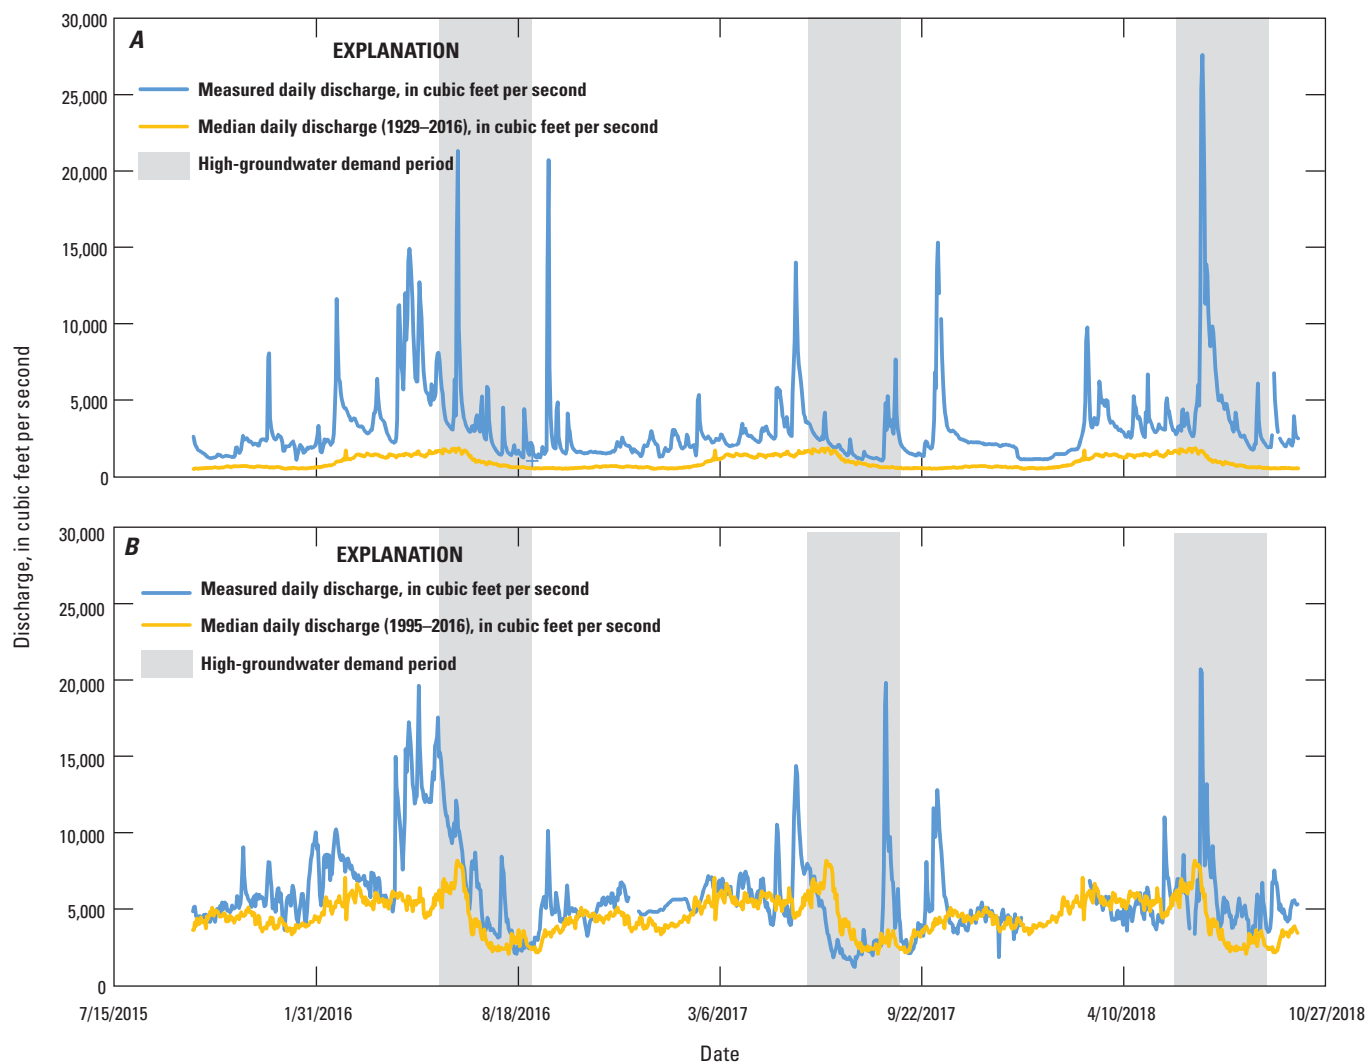 30,000
A
EXPLANATION
Measured daily discharge, in cubic feet per second
Median daily discharge (1929–2016), in cubic feet per second
High-groundwater demand period
25,000
20,000
15,000
10,000
5,000
0
Discharge, in cubic feet per second
30,000
B
EXPLANATION
Measured daily discharge, in cubic feet per second
Median daily discharge (1995–2016), in cubic feet per second
High-groundwater demand period
25,000
20,000
15,000
10,000
5,000
0
7/15/2015 1/31/2016 8/18/2016 3/6/2017 9/22/2017 4/10/2018 10/27/2018
Date